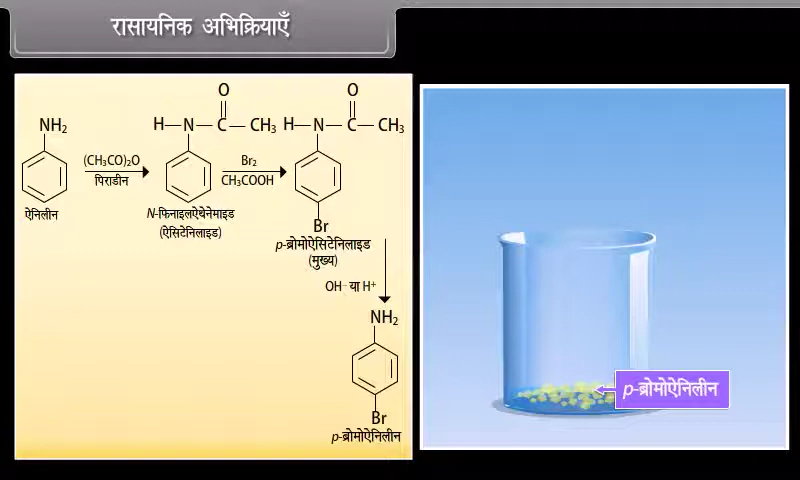 रासायनिक अभिक्रियाएँ
NH₂
ऐनिलीन
(CH₃CO)₂O
पिराडीन
O
H—N—C—CH₃
N-फिनाइलऐथेनेमाइड
(ऐसिटेनिलाइड)
Br₂
CH₃COOH
O
H—N—C—CH₃
Br
p-ब्रोमोऐसिटेनिलाइड
(मुख्य)
OH⁻ या H⁺
NH₂
Br
p-ब्रोमोऐनिलीन
p-ब्रोमोऐनिलीन